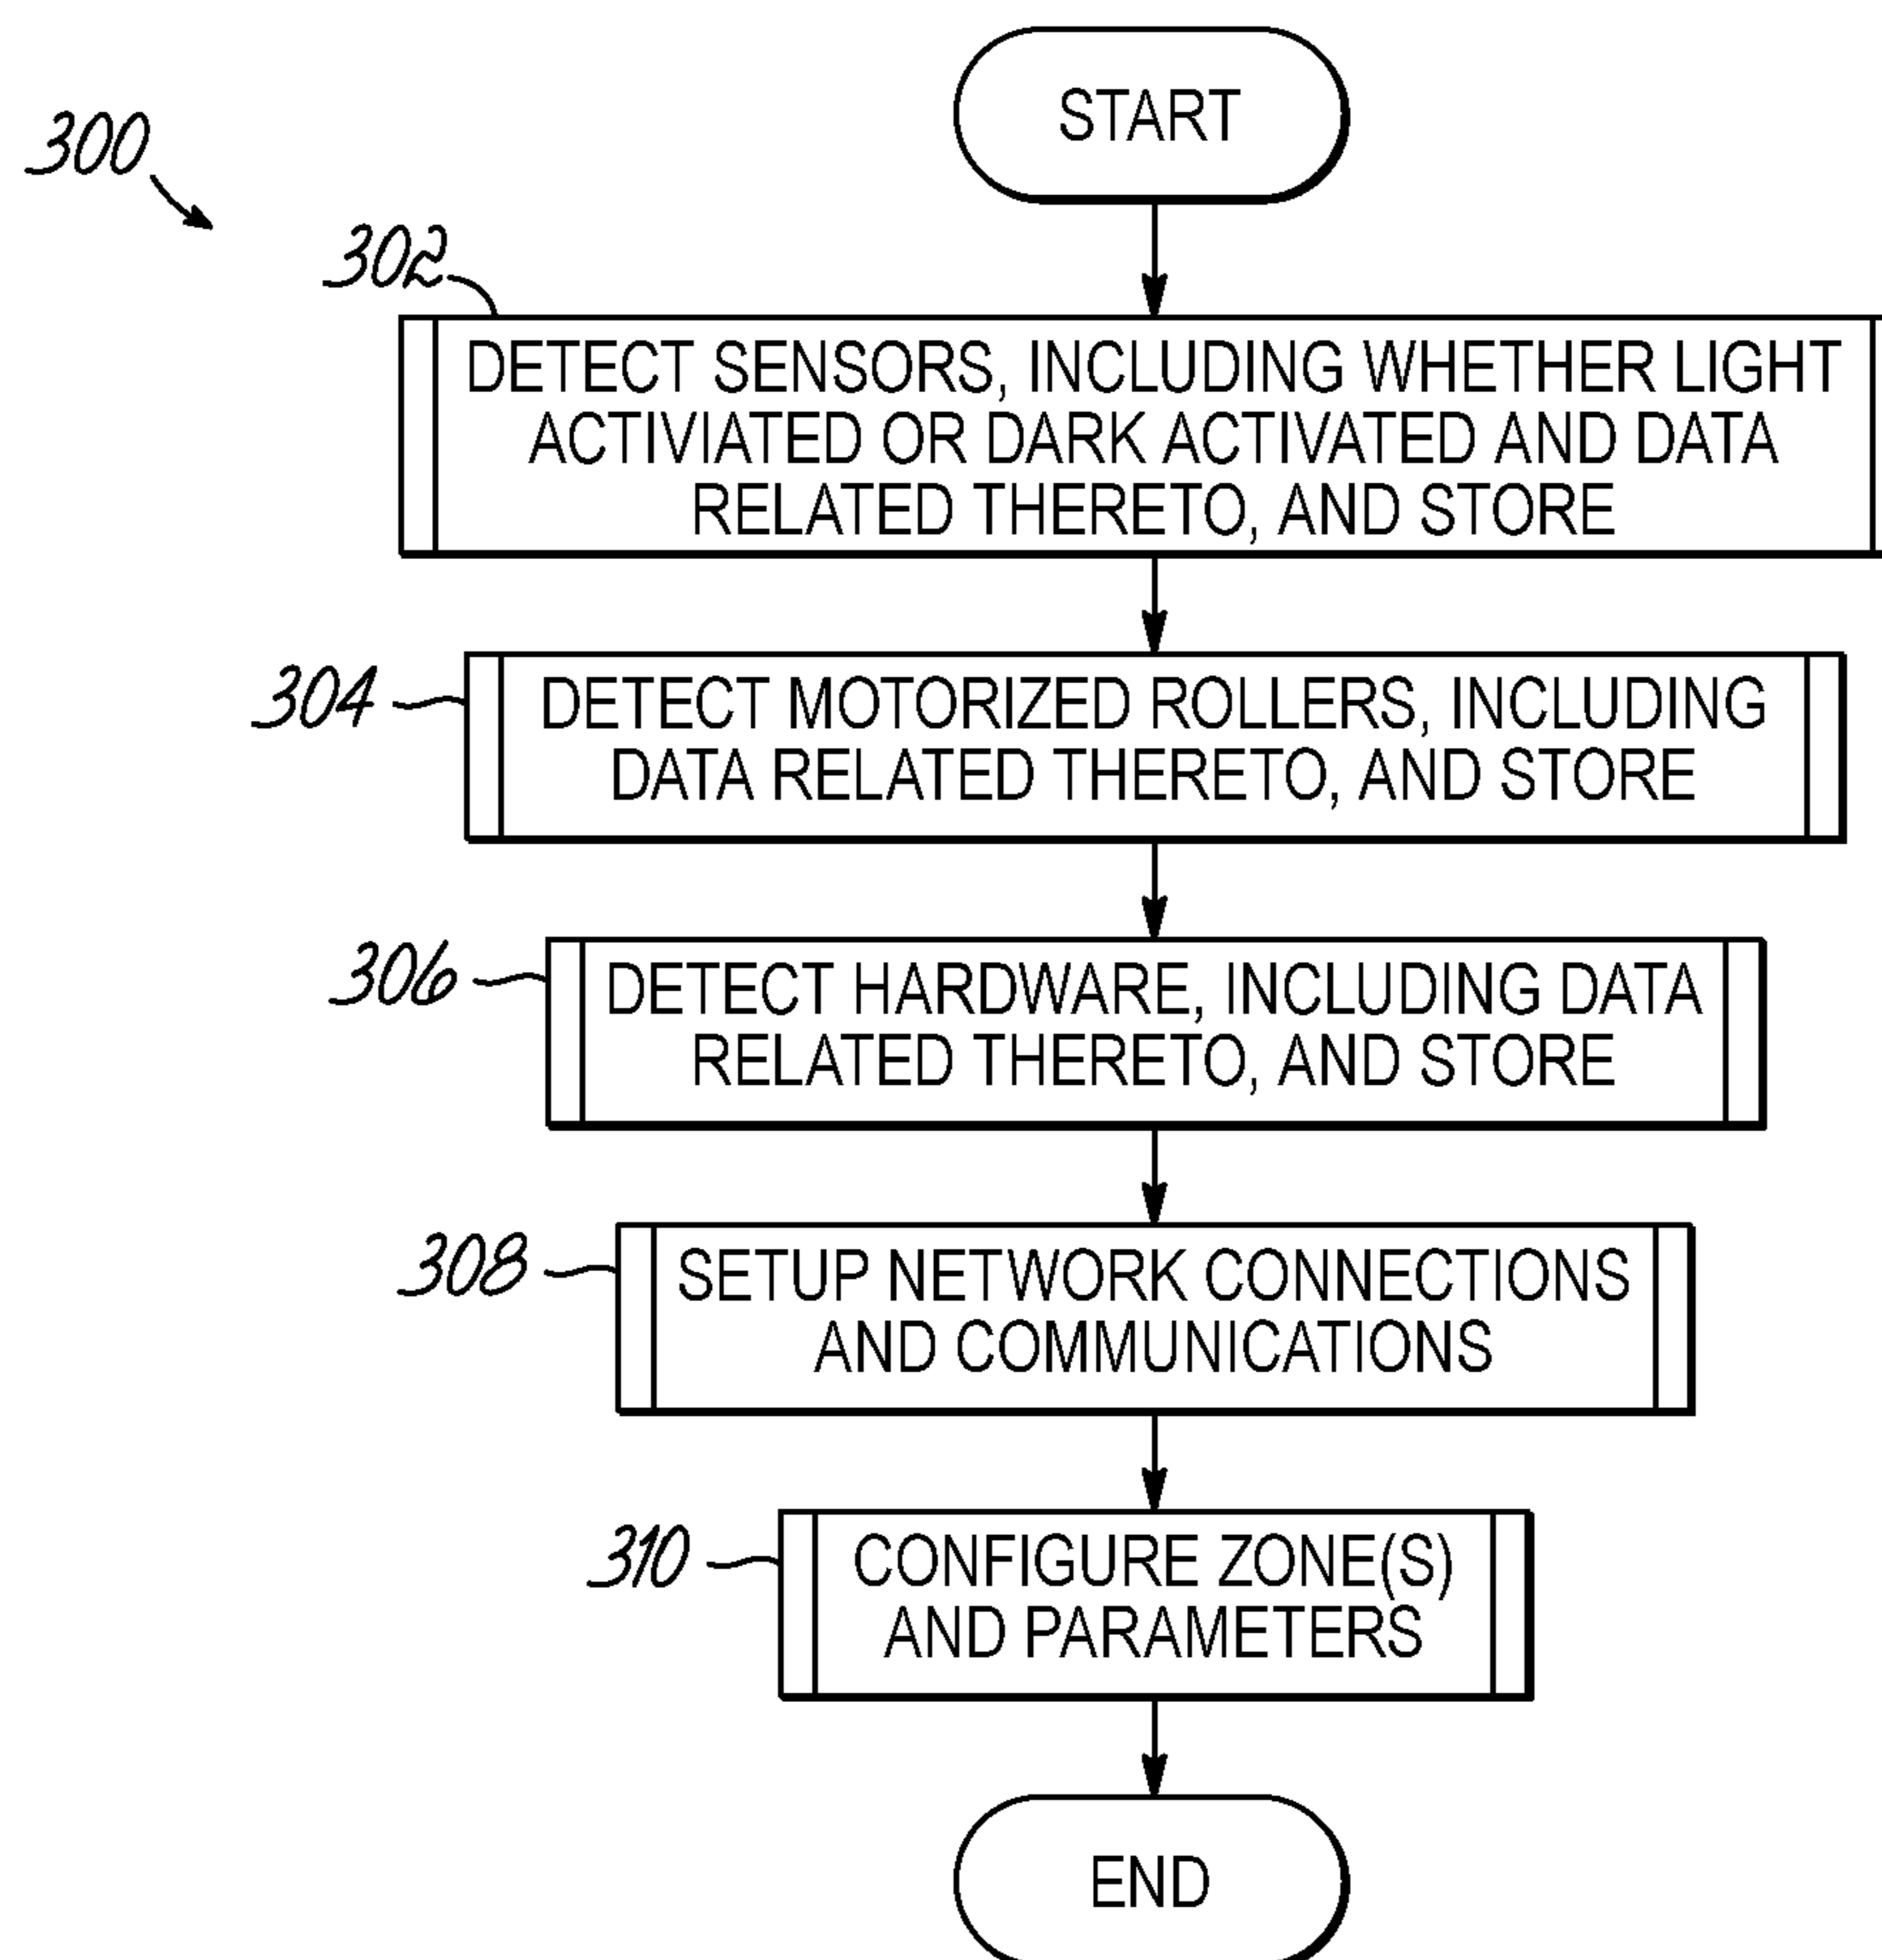 START
300
302
DETECT SENSORS, INCLUDING WHETHER LIGHT
ACTIVIATED OR DARK ACTIVATED AND DATA
RELATED THERETO, AND STORE
304
DETECT MOTORIZED ROLLERS, INCLUDING
DATA RELATED THERETO, AND STORE
306
DETECT HARDWARE, INCLUDING DATA
RELATED THERETO, AND STORE
308
SETUP NETWORK CONNECTIONS
AND COMMUNICATIONS
310
CONFIGURE ZONE(S)
AND PARAMETERS
END